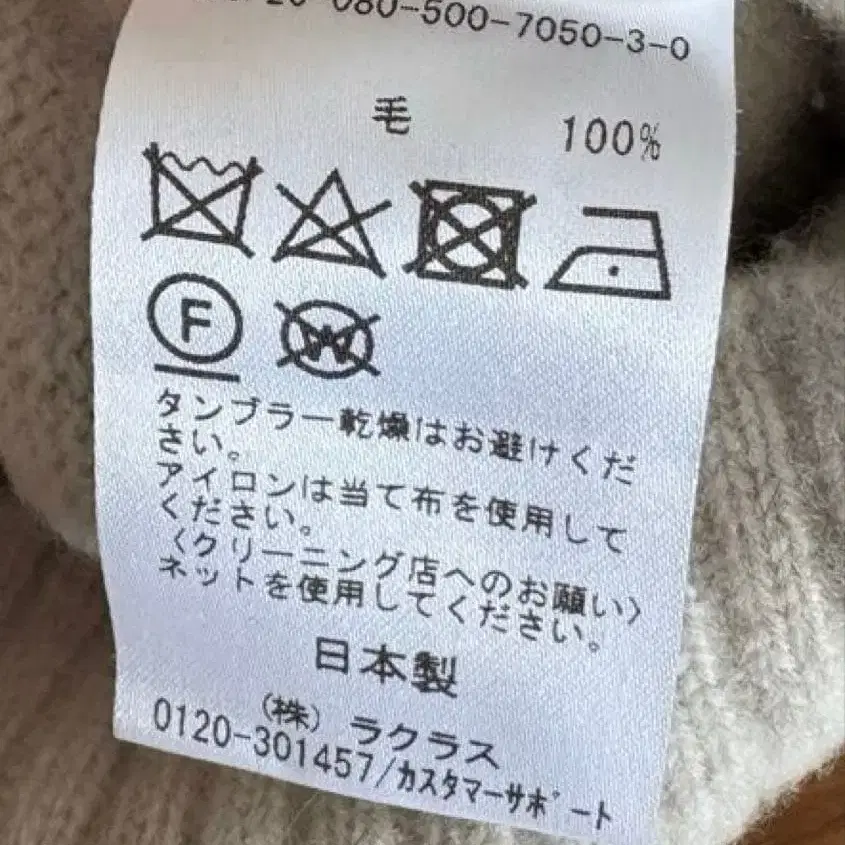 20-080-500-7050-3-0
毛 100%
F
W
タンブラー乾燥はお避けくだ
さい。
アイロンは当て布を使用して
ください。
〈クリーニング店へのお願い〉
ネットを使用してください。
日本製
(株) ラクラス
0120-301457/カスタマーサポート